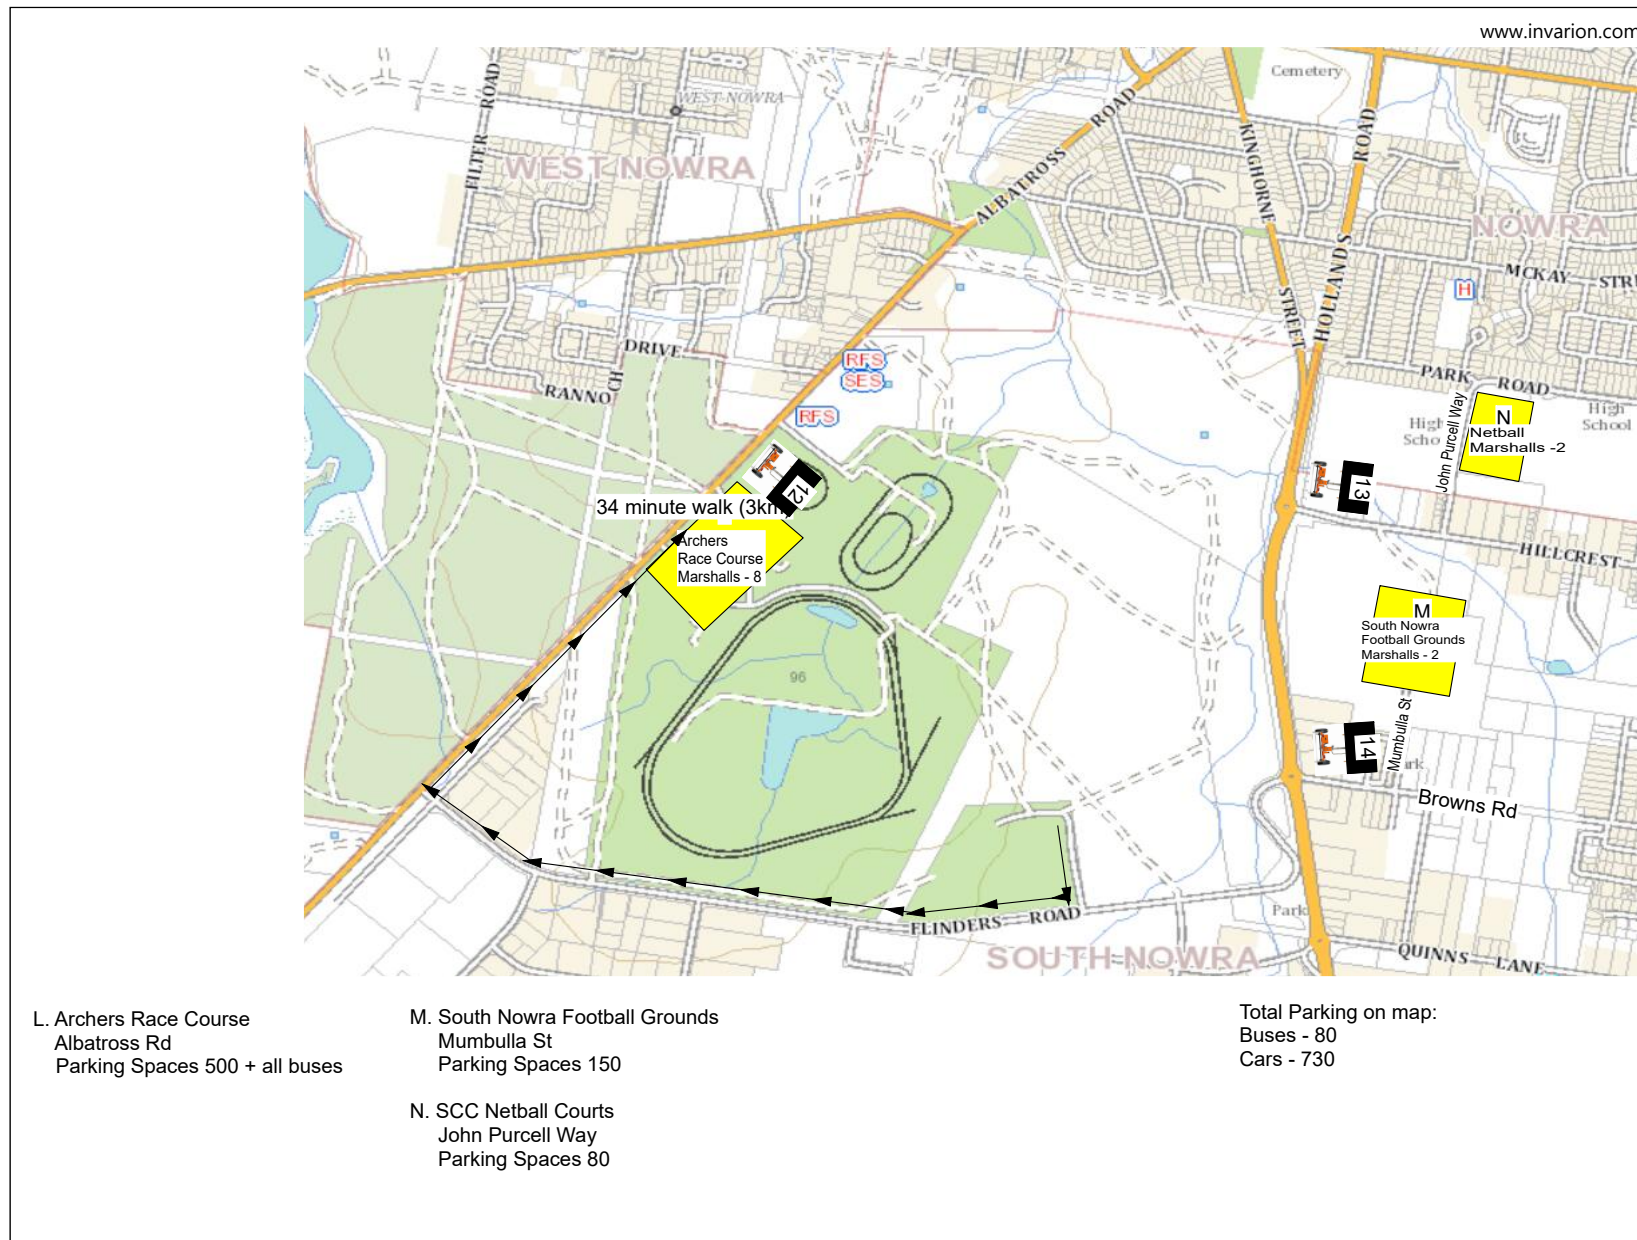 www.invarion.com
Cemetery
FILTER ROAD
WEST NOWRA
WEST NOWRA
ALBATROSS ROAD
KINGHORNE STREET
HOLLANDS ROAD
NOWRA
MCKAY STRE
H
DRIVE
RANNOCH
RFS
SES
RFS
PARK ROAD
High
School
High
Scho
John Purcell Way
N
Netball
Marshalls -2
12
13
34 minute walk (3km)
Archers
Race Course
Marshalls - 8
HILLCREST
M
South Nowra
Football Grounds
Marshalls - 2
96
Mumbulla St
14
ark
Browns Rd
FLINDERS ROAD
Park
SOUTH NOWRA
QUINNS LANE
L. Archers Race Course
Albatross Rd
Parking Spaces 500 + all buses
M. South Nowra Football Grounds
Mumbulla St
Parking Spaces 150
N. SCC Netball Courts
John Purcell Way
Parking Spaces 80
Total Parking on map:
Buses - 80
Cars - 730